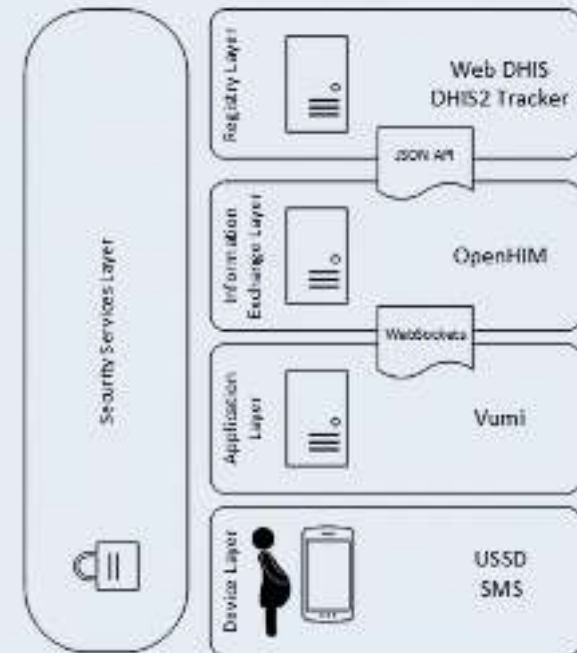 Security Services Layer
Registry Layer
Web DHIS
DHIS2 Tracker
JSON API
Information
Exchange Layer
OpenHIM
WebSockets
Application
Layer
Vumi
Device Layer
USSD
SMS